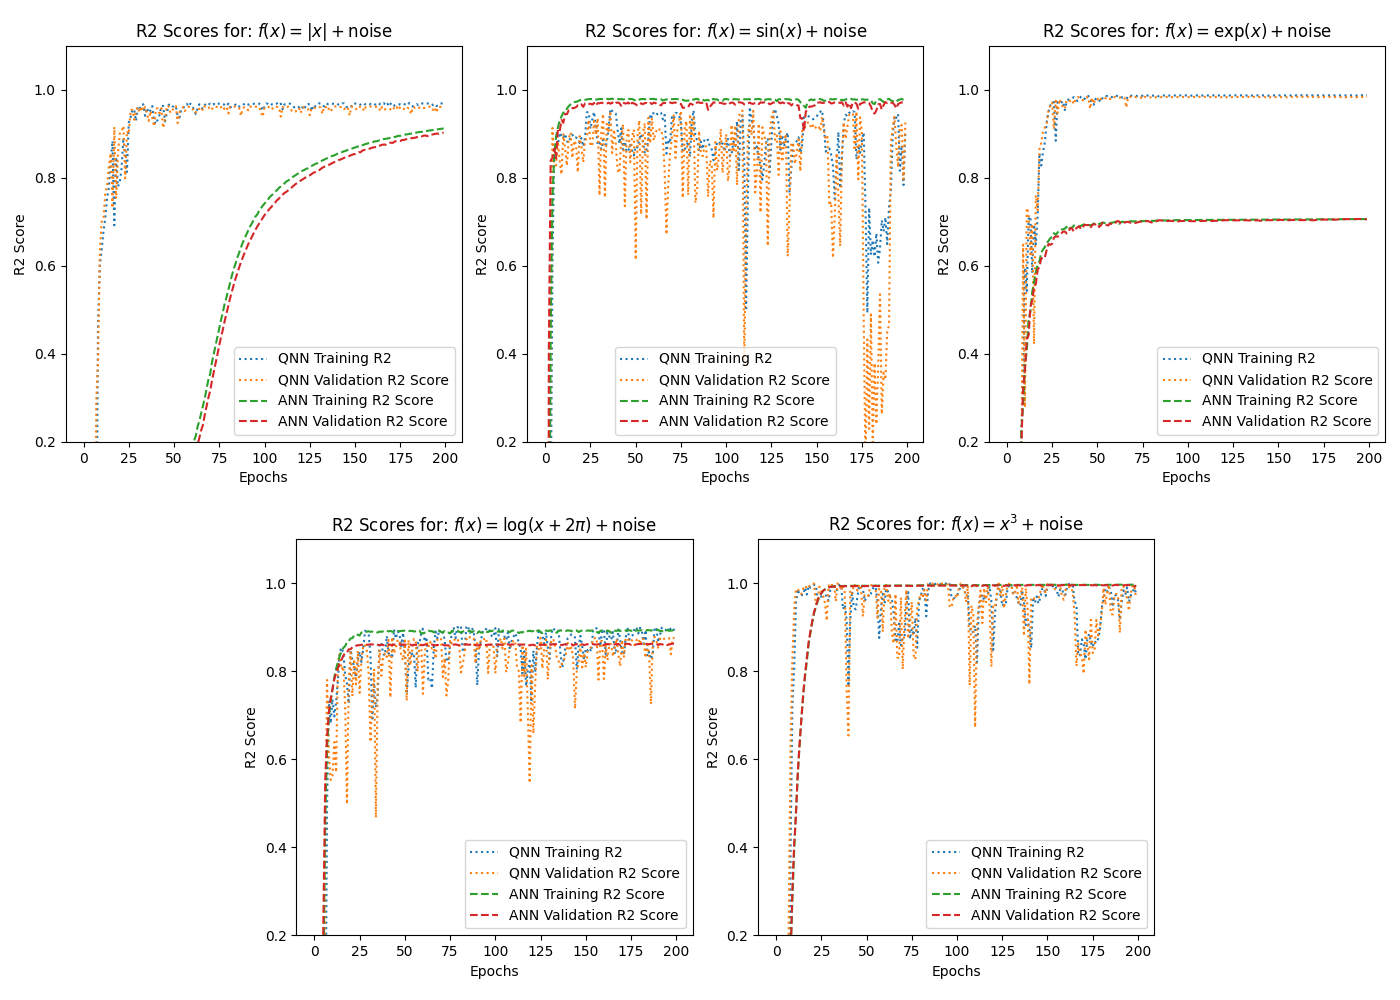 R2 Scores for: f(x) = |x| + noise
R2 Score
1.0
0.8
0.6
0.4
0.2
QNN Training R2
QNN Validation R2 Score
ANN Training R2 Score
ANN Validation R2 Score
0 25 50 75 100 125 150 175 200
Epochs
R2 Scores for: f(x) = sin(x) + noise
R2 Score
1.0
0.8
0.6
0.4
0.2
QNN Training R2
QNN Validation R2 Score
ANN Training R2 Score
ANN Validation R2 Score
0 25 50 75 100 125 150 175 200
Epochs
R2 Scores for: f(x) = exp(x) + noise
R2 Score
1.0
0.8
0.6
0.4
0.2
QNN Training R2
QNN Validation R2 Score
ANN Training R2 Score
ANN Validation R2 Score
0 25 50 75 100 125 150 175 200
Epochs
R2 Scores for: f(x) = log(x + 2π) + noise
R2 Score
1.0
0.8
0.6
0.4
0.2
QNN Training R2
QNN Validation R2 Score
ANN Training R2 Score
ANN Validation R2 Score
0 25 50 75 100 125 150 175 200
Epochs
R2 Scores for: f(x) = x³ + noise
R2 Score
1.0
0.8
0.6
0.4
0.2
QNN Training R2
QNN Validation R2 Score
ANN Training R2 Score
ANN Validation R2 Score
0 25 50 75 100 125 150 175 200
Epochs